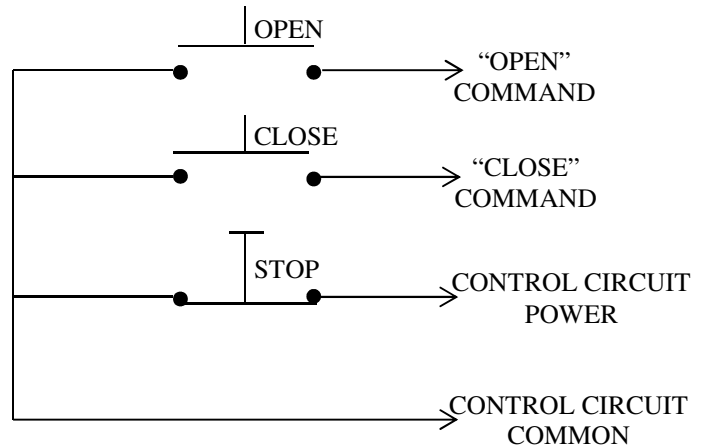 OPEN
“OPEN”
COMMAND
CLOSE
“CLOSE”
COMMAND
STOP
CONTROL CIRCUIT
POWER
CONTROL CIRCUIT
COMMON